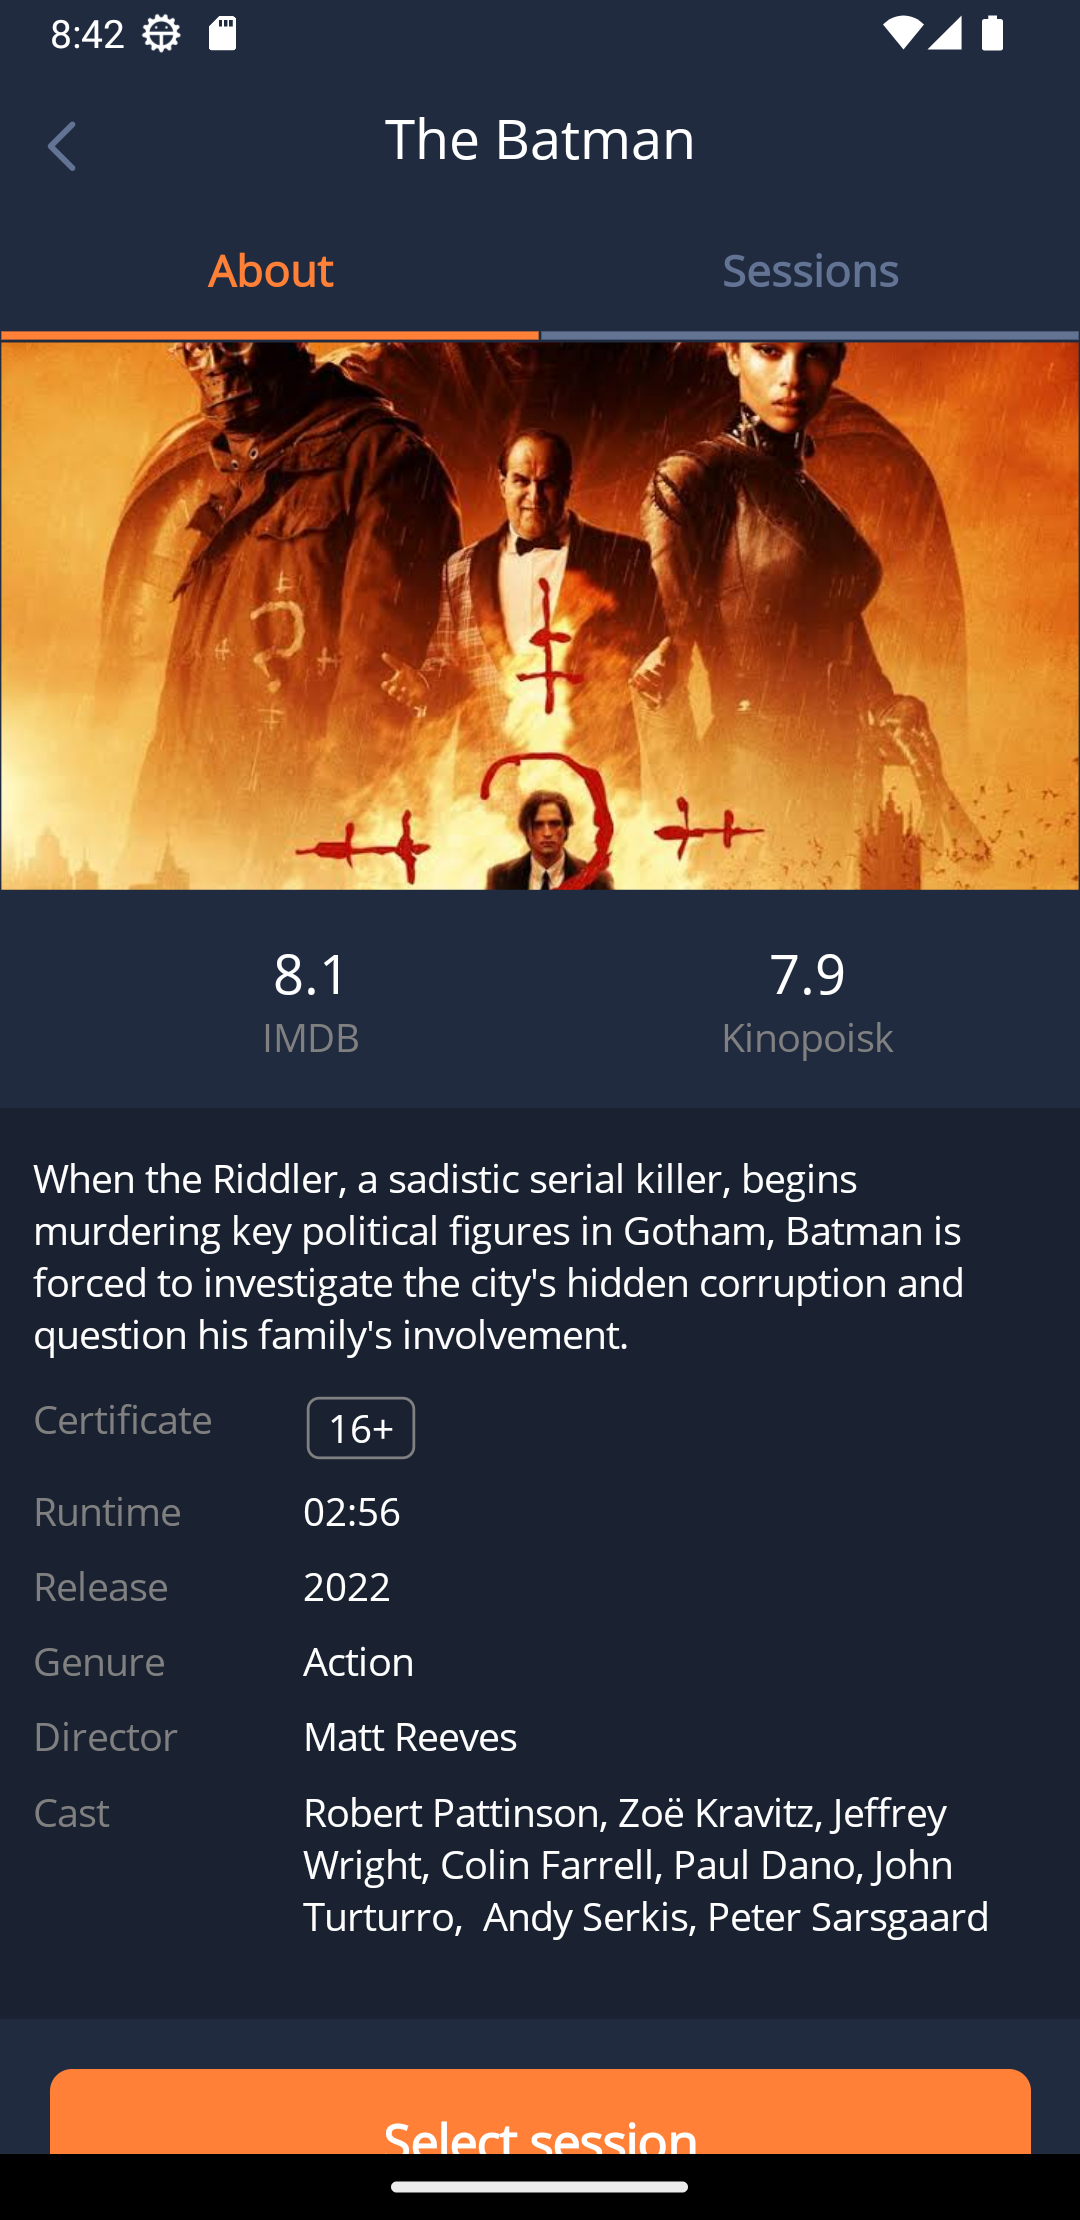 8:42
The Batman
About
Sessions
8.1
7.9
IMDB
Kinopoisk
When the Riddler, a sadistic serial killer, begins
murdering key political figures in Gotham, Batman is
forced to investigate the city's hidden corruption and
question his family's involvement.
Certificate
16+
Runtime
02:56
Release
2022
Genure
Action
Director
Matt Reeves
Cast
Robert Pattinson, Zoë Kravitz, Jeffrey
Wright, Colin Farrell, Paul Dano, John
Turturro,  Andy Serkis, Peter Sarsgaard
Select session